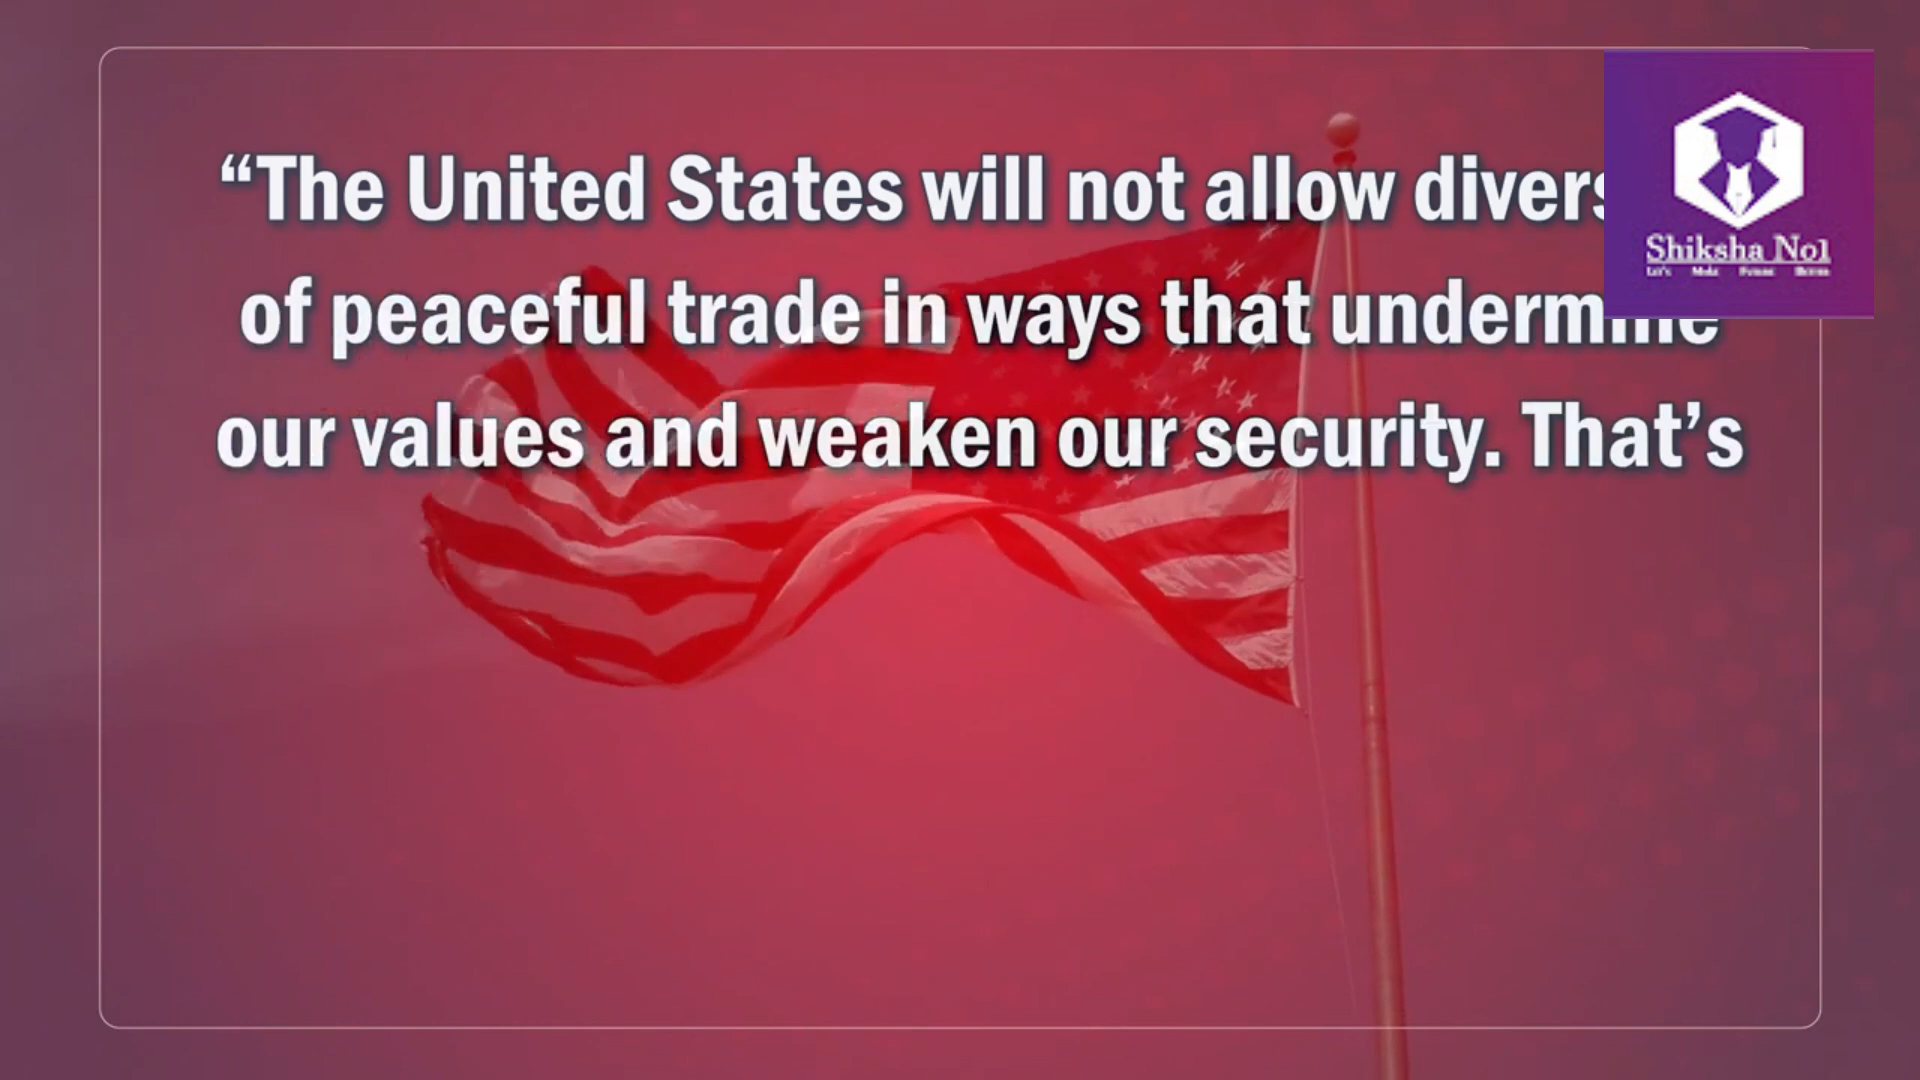 “The United States will not allow
of peaceful trade in ways that undermine
our values and weaken our security. That’s
Shiksha No1